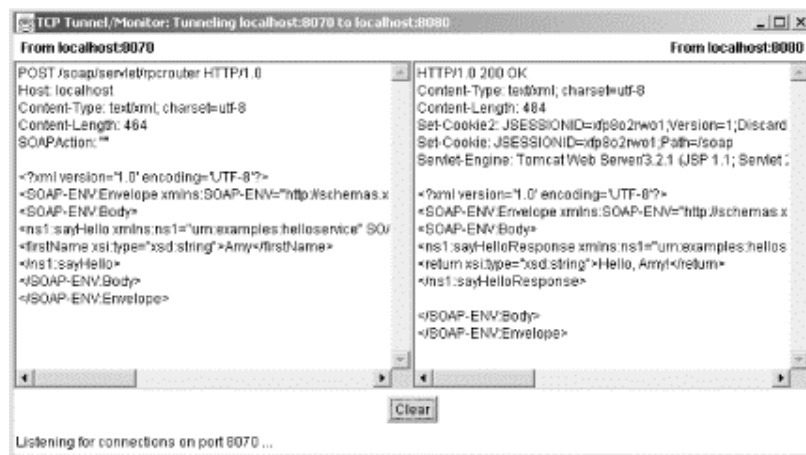 TCP Tunnel/Monitor: Tunneling localhost:8070 to localhost:8080
From localhost:8070
From localhost:8080
POST /soap/servlet/rpcrouter HTTP/1.0
Host: localhost
Content-Type: text/xml; charset=utf-8
Content-Length: 464
SOAPAction: ""
<?xml version='1.0' encoding='UTF-8'?>
<SOAP-ENV:Envelope xmlns:SOAP-ENV="http://schemas.x
<SOAP-ENV:Body>
<ns1:sayHello xmlns:ns1="urn:examples:helloservice" SOA
<firstName xsi:type="xsd:string">Amy</firstName>
</ns1:sayHello>
</SOAP-ENV:Body>
</SOAP-ENV:Envelope>
HTTP/1.0 200 OK
Content-Type: text/xml; charset=utf-8
Content-Length: 484
Set-Cookie2: JSESSIONID=xfp8o2rwo1;Version=1;Discard
Set-Cookie: JSESSIONID=xfp8o2rwo1;Path=/soap
Servlet-Engine: Tomcat Web Server/3.2.1 (JSP 1.1; Servlet 2
<?xml version='1.0' encoding='UTF-8'?>
<SOAP-ENV:Envelope xmlns:SOAP-ENV="http://schemas.x
<SOAP-ENV:Body>
<ns1:sayHelloResponse xmlns:ns1="urn:examples:hellos
<return xsi:type="xsd:string">Hello, Amy!</return>
</ns1:sayHelloResponse>
</SOAP-ENV:Body>
</SOAP-ENV:Envelope>
Clear
Listening for connections on port 8070 ...